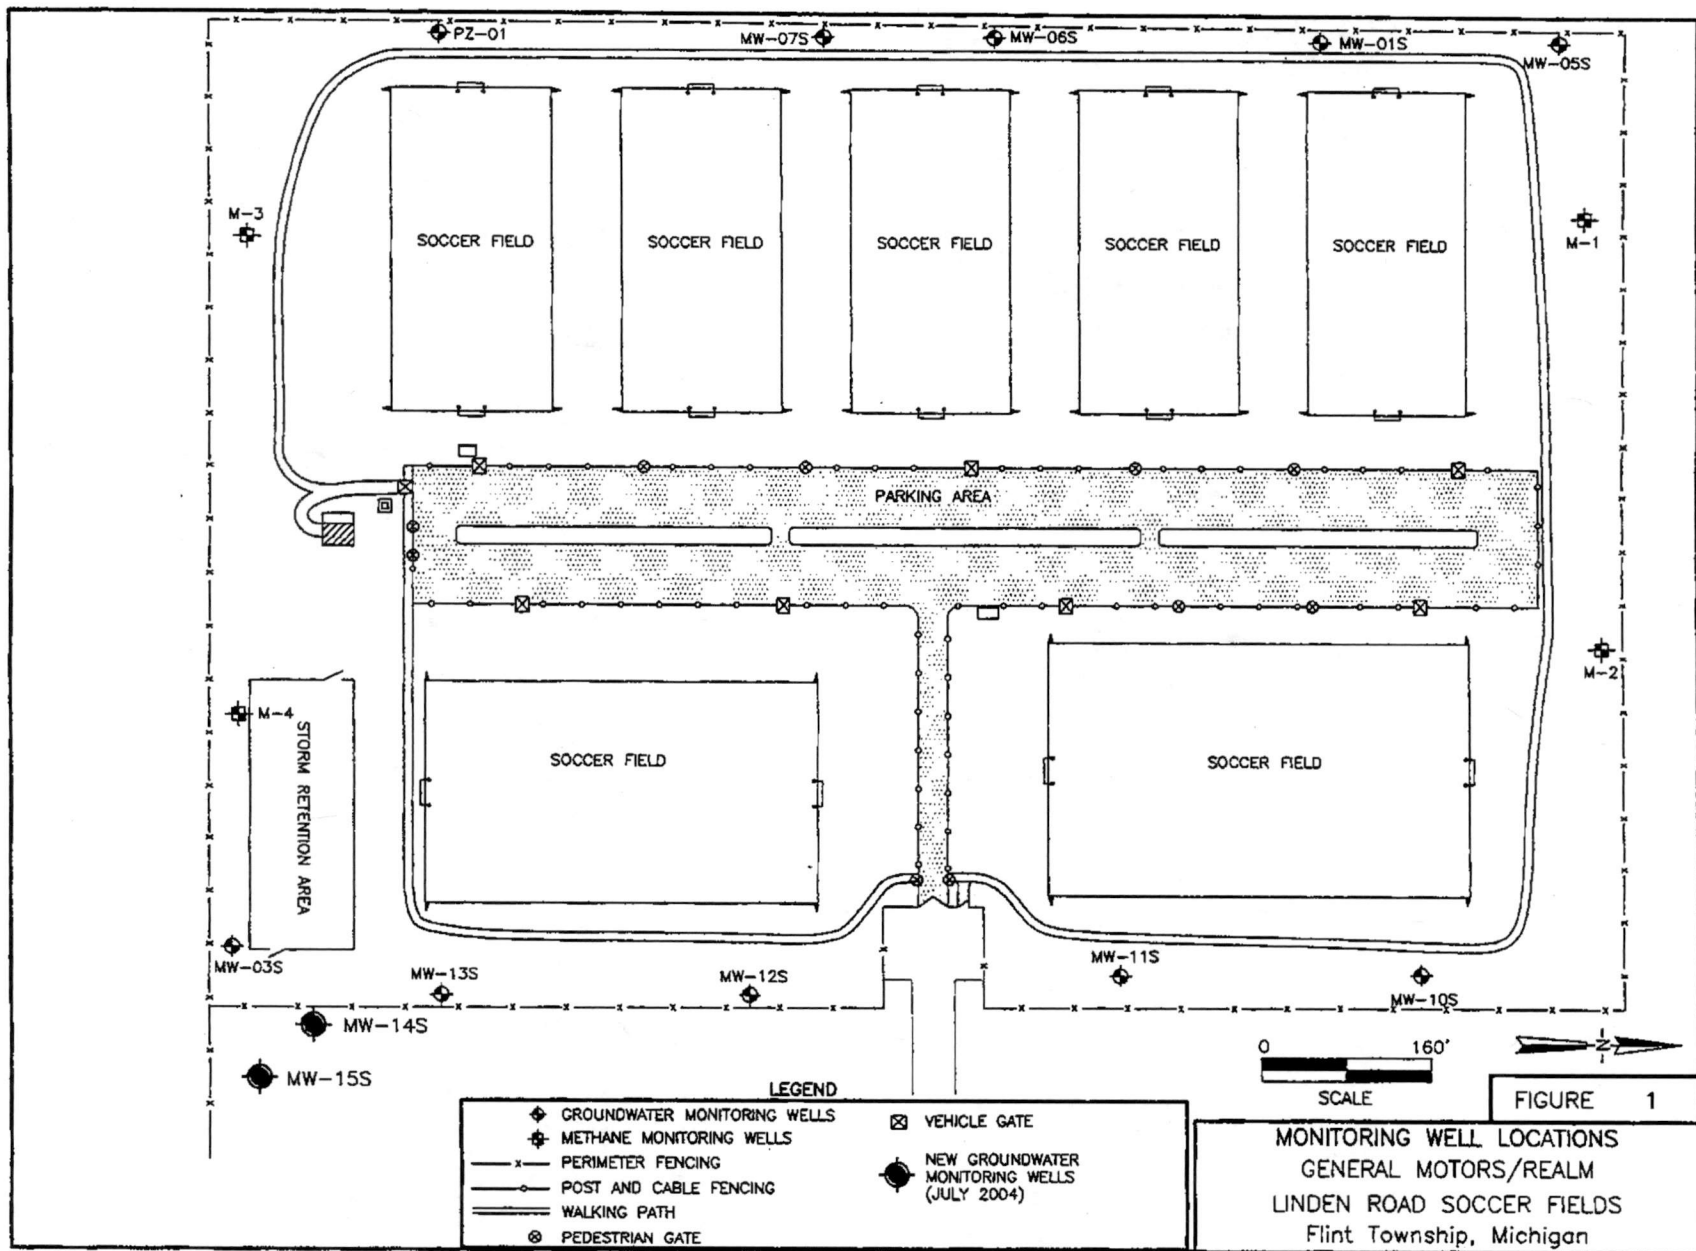 PZ-01
MW-07S
MW-06S
MW-01S
MW-05S
M-3
M-1
SOCCER FIELD
SOCCER FIELD
SOCCER FIELD
SOCCER FIELD
SOCCER FIELD
PARKING AREA
M-2
M-4
STORM RETENTION AREA
SOCCER FIELD
SOCCER FIELD
MW-03S
MW-13S
MW-12S
MW-11S
MW-10S
MW-14S
MW-15S
N
0 160'
SCALE
LEGEND
GROUNDWATER MONITORING WELLS
METHANE MONITORING WELLS
PERIMETER FENCING
POST AND CABLE FENCING
WALKING PATH
PEDESTRIAN GATE
VEHICLE GATE
NEW GROUNDWATER
MONITORING WELLS
(JULY 2004)
FIGURE 1
MONITORING WELL LOCATIONS
GENERAL MOTORS/REALM
LINDEN ROAD SOCCER FIELDS
Flint Township, Michigan